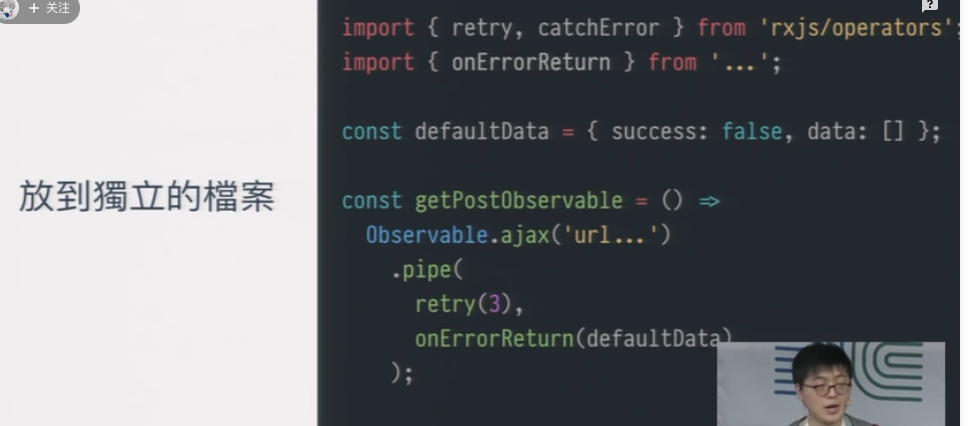 + 关注
?
import { retry, catchError } from 'rxjs/operators';
import { onErrorReturn } from '...';
const defaultData = { success: false, data: [] };
放到獨立的檔案
const getPostObservable = () =>
Observable.ajax('url...')
.pipe(
retry(3),
onErrorReturn(defaultData)
);